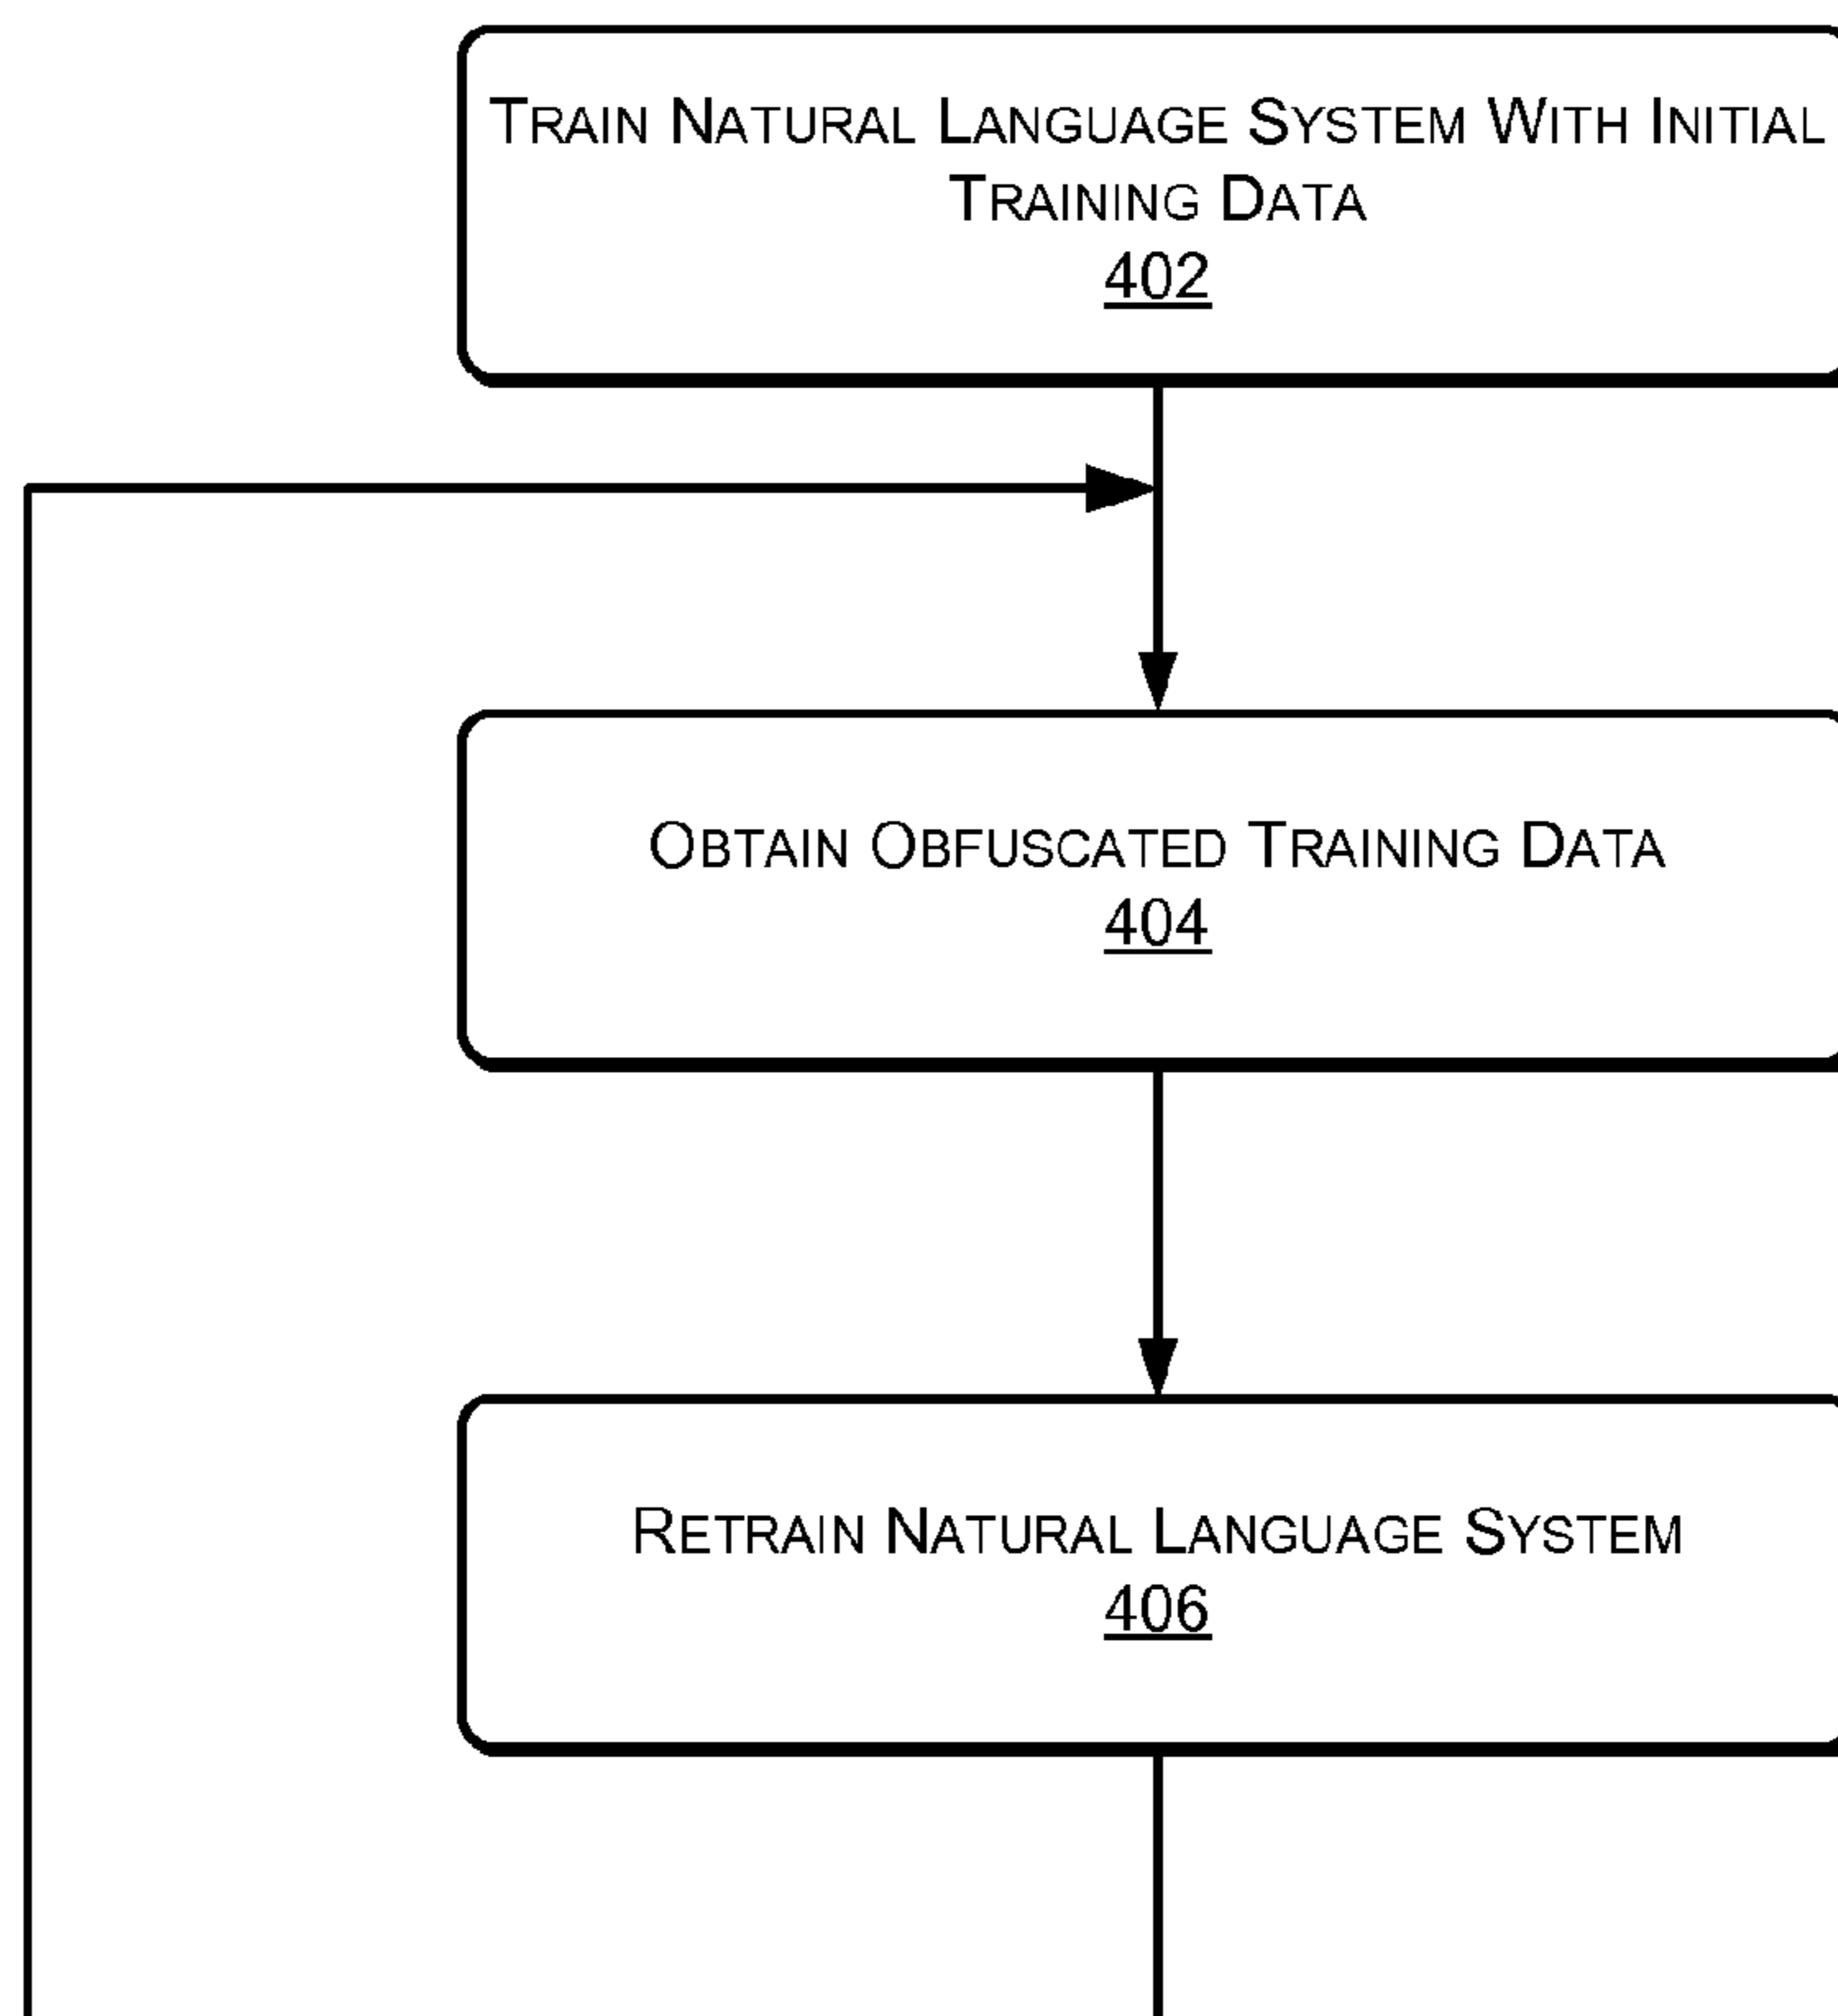 TRAIN NATURAL LANGUAGE SYSTEM WITH INITIAL
TRAINING DATA
402
OBTAIN OBFUSCATED TRAINING DATA
404
RETRAIN NATURAL LANGUAGE SYSTEM
406